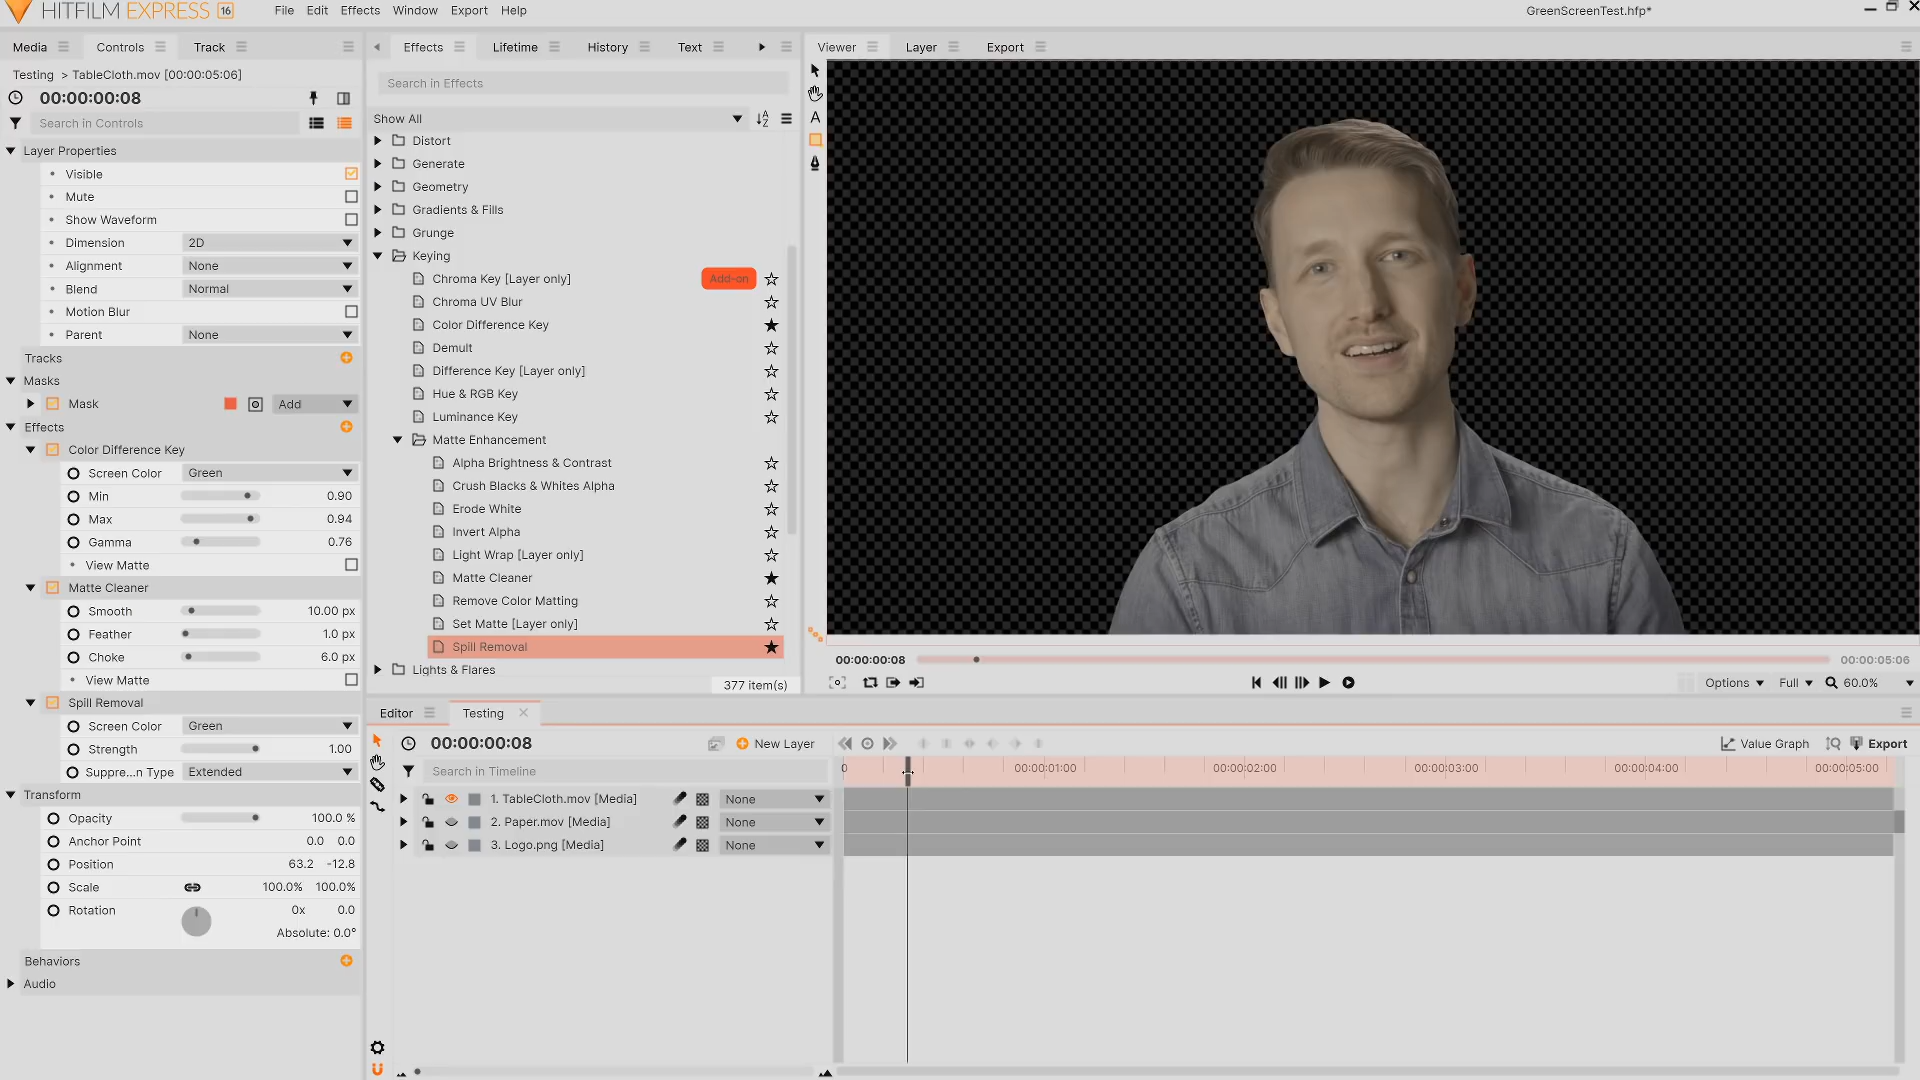 HITFILM EXPRESS 16
File Edit Effects Window Export Help
GreenScreenTest.hfp*
Media Controls Track
Testing > TableCloth.mov [00:00:05:06]
00:00:00:08
Search in Controls
Layer Properties
Visible
Mute
Show Waveform
Dimension 2D
Alignment None
Blend Normal
Motion Blur
Parent None
Tracks
Masks
Mask Add
Effects
Color Difference Key
Screen Color Green
Min 0.90
Max 0.94
Gamma 0.76
View Matte
Matte Cleaner
Smooth 10.00 px
Feather 1.0 px
Choke 6.0 px
View Matte
Spill Removal
Screen Color Green
Strength 1.00
Suppre...n Type Extended
Transform
Opacity 100.0 %
Anchor Point 0.0 0.0
Position 63.2 -12.8
Scale 100.0% 100.0%
Rotation 0x 0.0
Absolute: 0.0°
Behaviors
Audio
Effects Lifetime History Text
Search in Effects
Show All
Distort
Generate
Geometry
Gradients & Fills
Grunge
Keying
Chroma Key [Layer only] Add-on
Chroma UV Blur
Color Difference Key
Demult
Difference Key [Layer only]
Hue & RGB Key
Luminance Key
Matte Enhancement
Alpha Brightness & Contrast
Crush Blacks & Whites Alpha
Erode White
Invert Alpha
Light Wrap [Layer only]
Matte Cleaner
Remove Color Matting
Set Matte [Layer only]
Spill Removal
Lights & Flares
377 item(s)
Viewer Layer Export
A
00:00:00:08 00:00:05:06
Options Full 60.0%
Editor Testing
00:00:00:08 New Layer Value Graph Export
Search in Timeline
0 00:00:01:00 00:00:02:00 00:00:03:00 00:00:04:00 00:00:05:00
1. TableCloth.mov [Media] None
2. Paper.mov [Media] None
3. Logo.png [Media] None